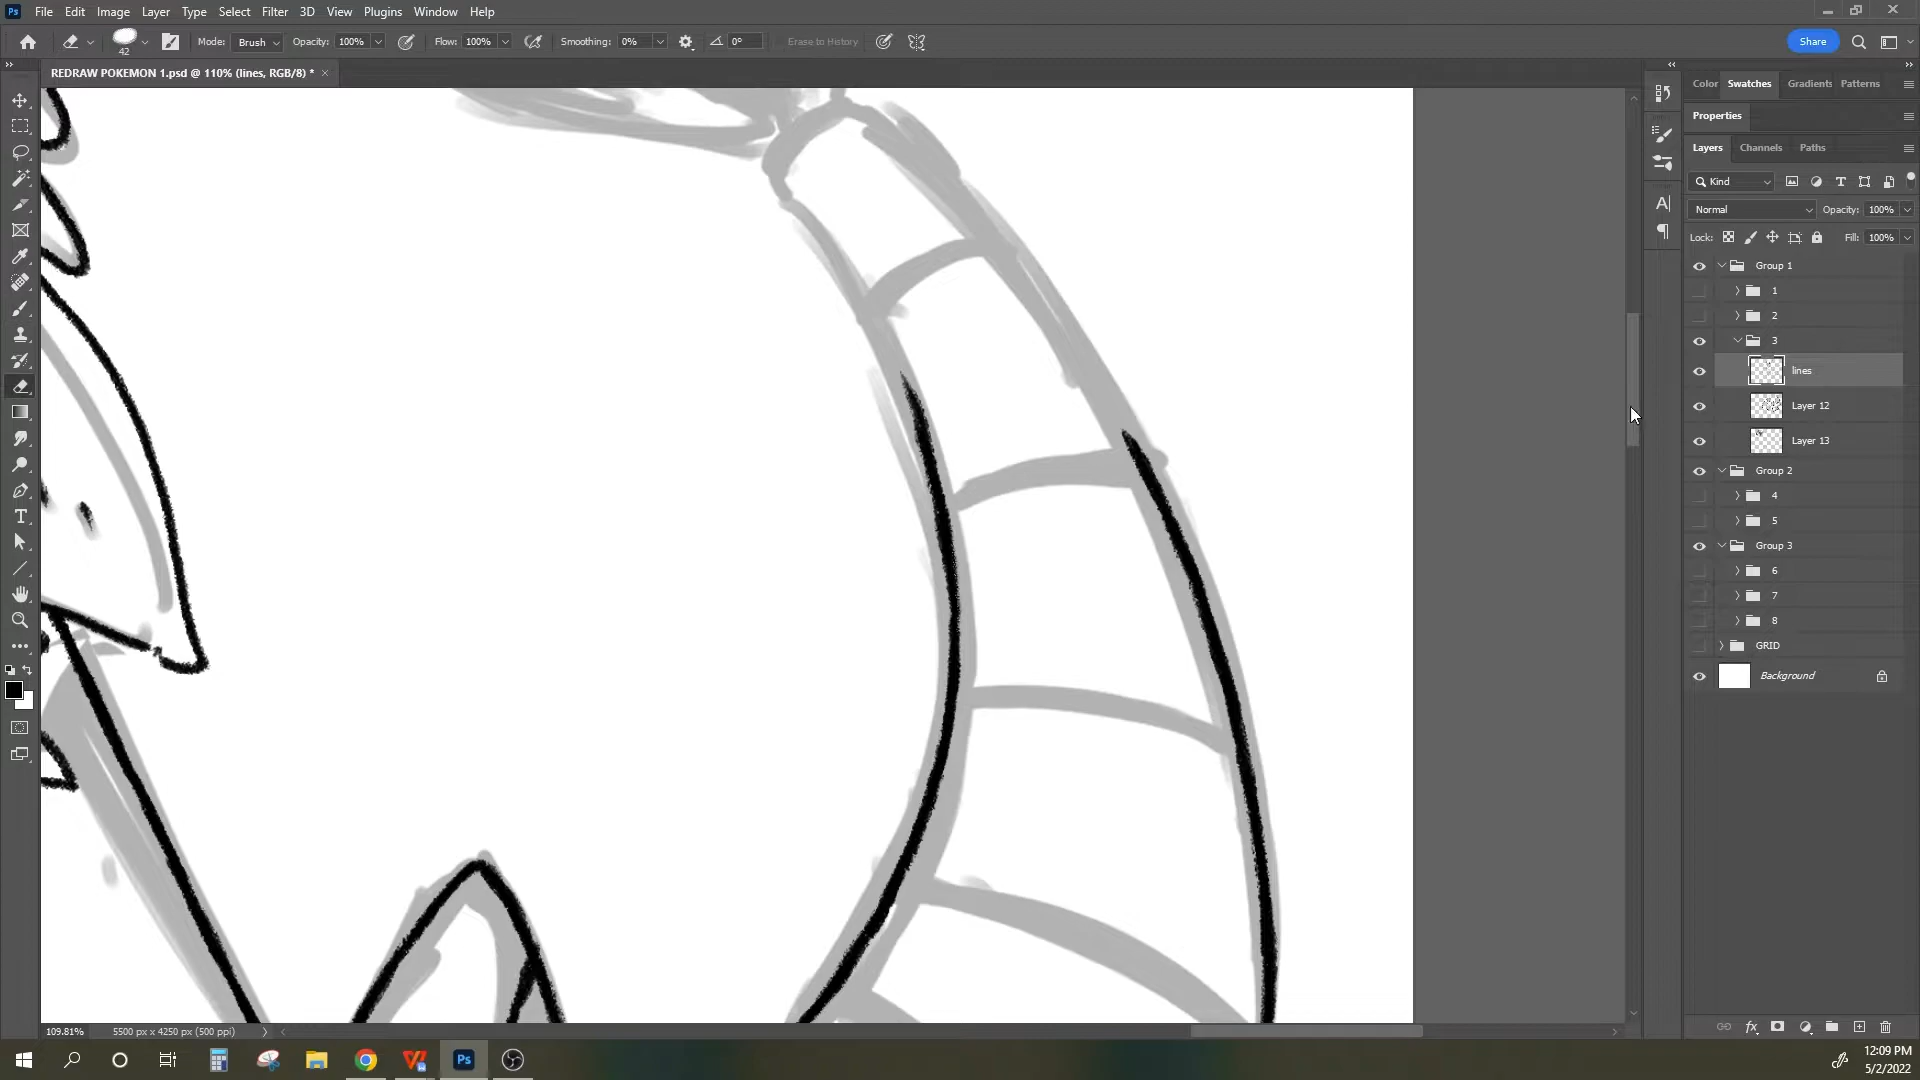 Ps File Edit Image Layer Type Select Filter 3D View Plugins Window Help
42 Mode: Brush Opacity: 100% Flow: 100% Smoothing: 0% 0° Erase to History Share
REDRAW POKEMON 1.psd @ 110% (lines, RGB/8) *
Color Swatches Gradients Patterns
Properties
Layers Channels Paths
Kind
Normal Opacity: 100%
Lock: Fill: 100%
Group 1
1
2
3
lines
Layer 12
Layer 13
Group 2
4
5
Group 3
6
7
8
GRID
Background
109.81% 5500 px x 4250 px (500 ppi)
Ps
12:09 PM
5/2/2022